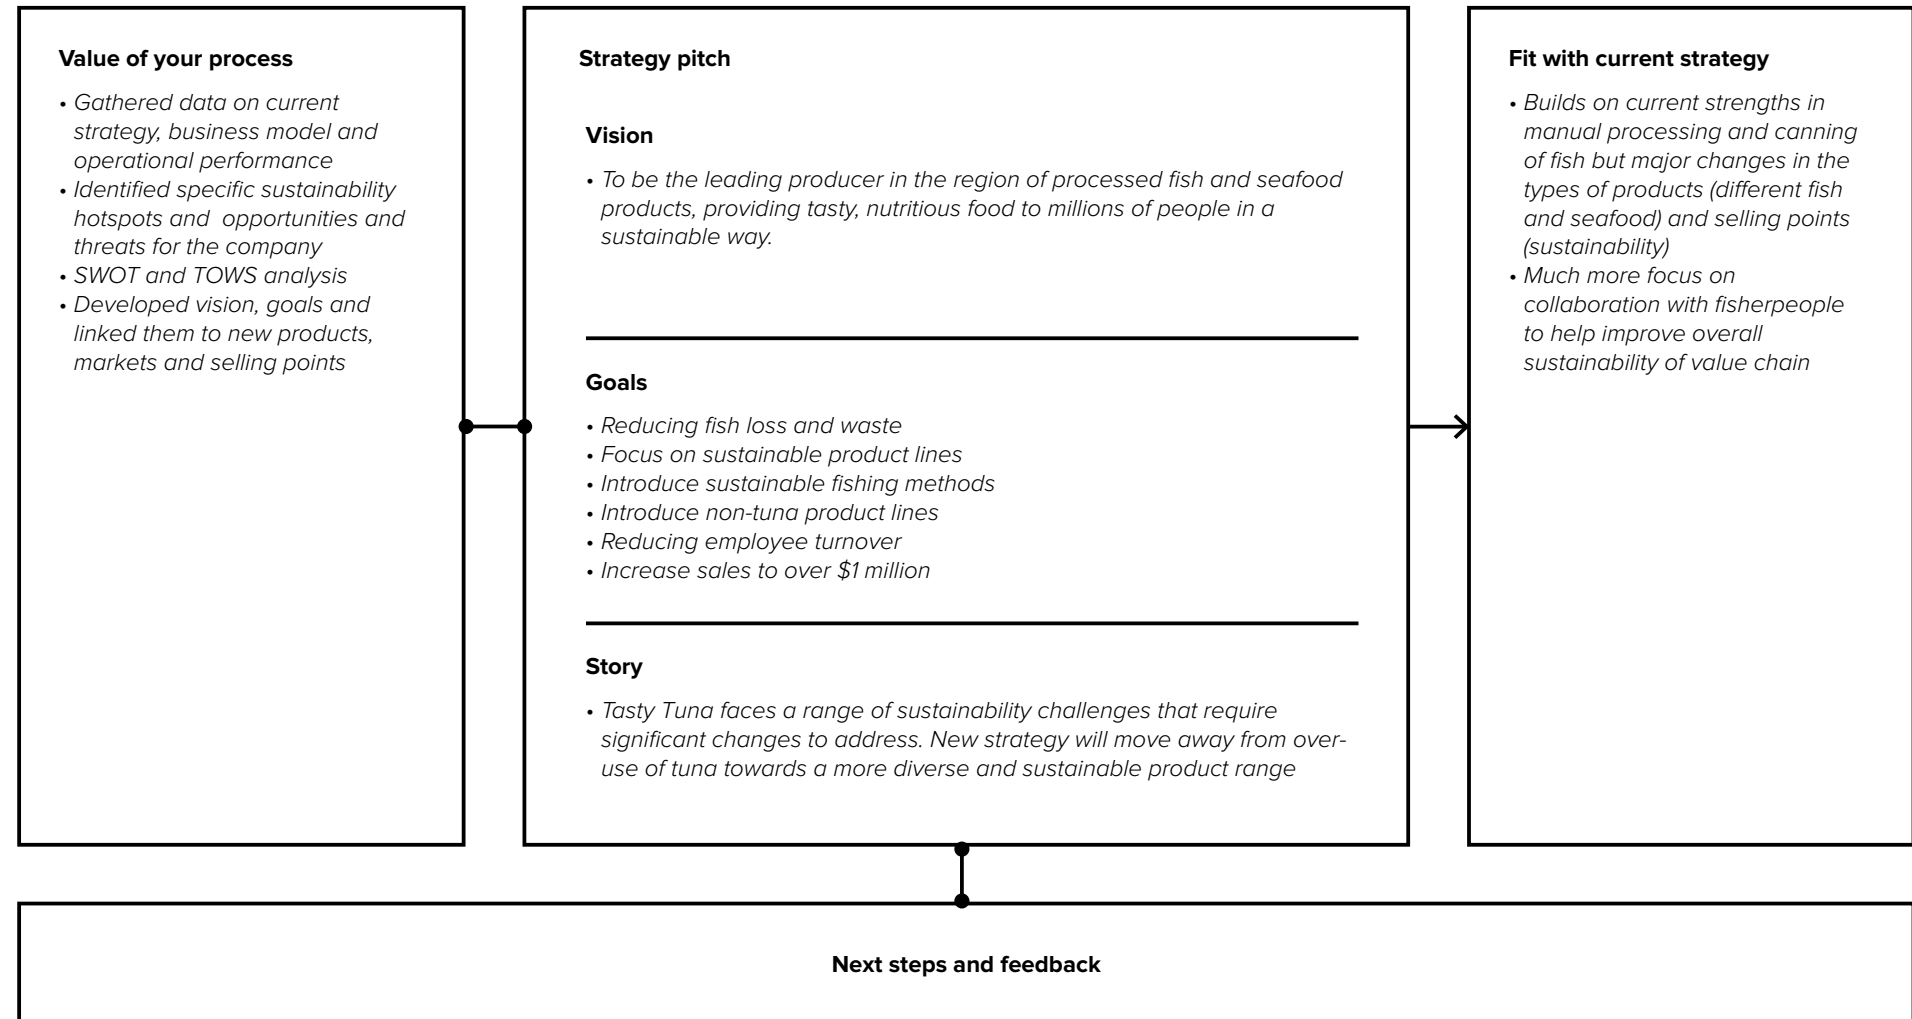 Value of your process
• Gathered data on current
strategy, business model and
operational performance
• Identified specific sustainability
hotspots and  opportunities and
threats for the company
• SWOT and TOWS analysis
• Developed vision, goals and
linked them to new products,
markets and selling points
Strategy pitch
Vision
• To be the leading producer in the region of processed fish and seafood
products, providing tasty, nutritious food to millions of people in a
sustainable way.
Goals
• Reducing fish loss and waste
• Focus on sustainable product lines
• Introduce sustainable fishing methods
• Introduce non-tuna product lines
• Reducing employee turnover
• Increase sales to over $1 million
Story
• Tasty Tuna faces a range of sustainability challenges that require
significant changes to address. New strategy will move away from over-
use of tuna towards a more diverse and sustainable product range
Fit with current strategy
• Builds on current strengths in
manual processing and canning
of fish but major changes in the
types of products (different fish
and seafood) and selling points
(sustainability)
• Much more focus on
collaboration with fisherpeople
to help improve overall
sustainability of value chain
Next steps and feedback